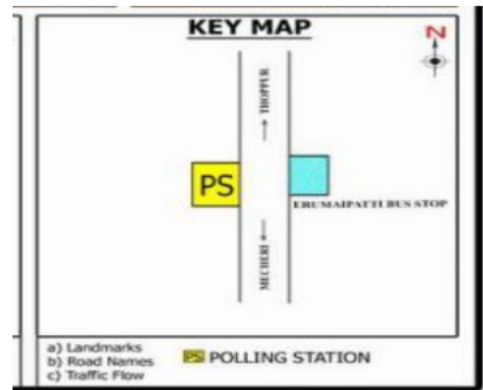 KEY MAP
N
THOPPUR
PS
ERUMAIPATTI BUS STOP
MECHERI
a) Landmarks
b) Road Names
c) Traffic Flow
PS POLLING STATION